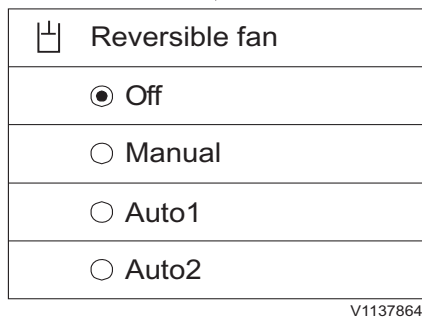 Reversible fan
Off
Manual
Auto1
Auto2
V1137864